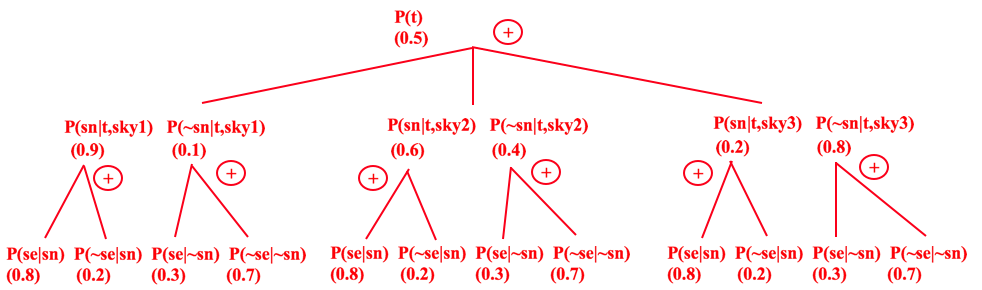 P(t)
(0.5)
+
P(sn|t,sky1) P(~sn|t,sky1) P(sn|t,sky2) P(~sn|t,sky2) P(sn|t,sky3) P(~sn|t,sky3)
(0.9) (0.1) (0.6) (0.4) (0.2) (0.8)
+ + + + + +
P(se|sn) P(~se|sn) P(se|~sn) P(~se|~sn) P(se|sn) P(~se|sn) P(se|~sn) P(~se|~sn) P(se|sn) P(~se|sn) P(se|~sn) P(~se|~sn)
(0.8) (0.2) (0.3) (0.7) (0.8) (0.2) (0.3) (0.7) (0.8) (0.2) (0.3) (0.7)